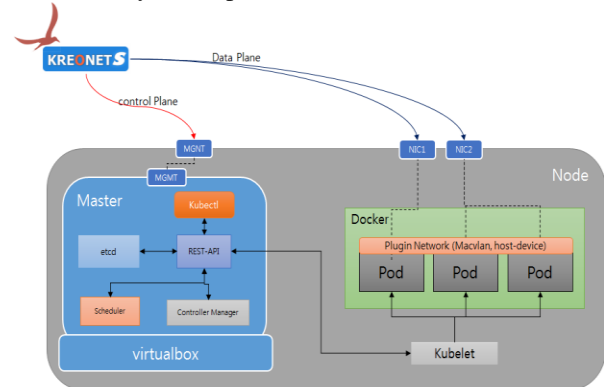 KREONET S
Data Plane
control Plane
MGNT
NIC1
NIC2
MGMT
Node
Master
Kubectl
Docker
Plugin Network (Macvlan, host-device)
etcd
REST-API
Pod
Pod
Pod
Scheduler
Controller Manager
virtualbox
Kubelet